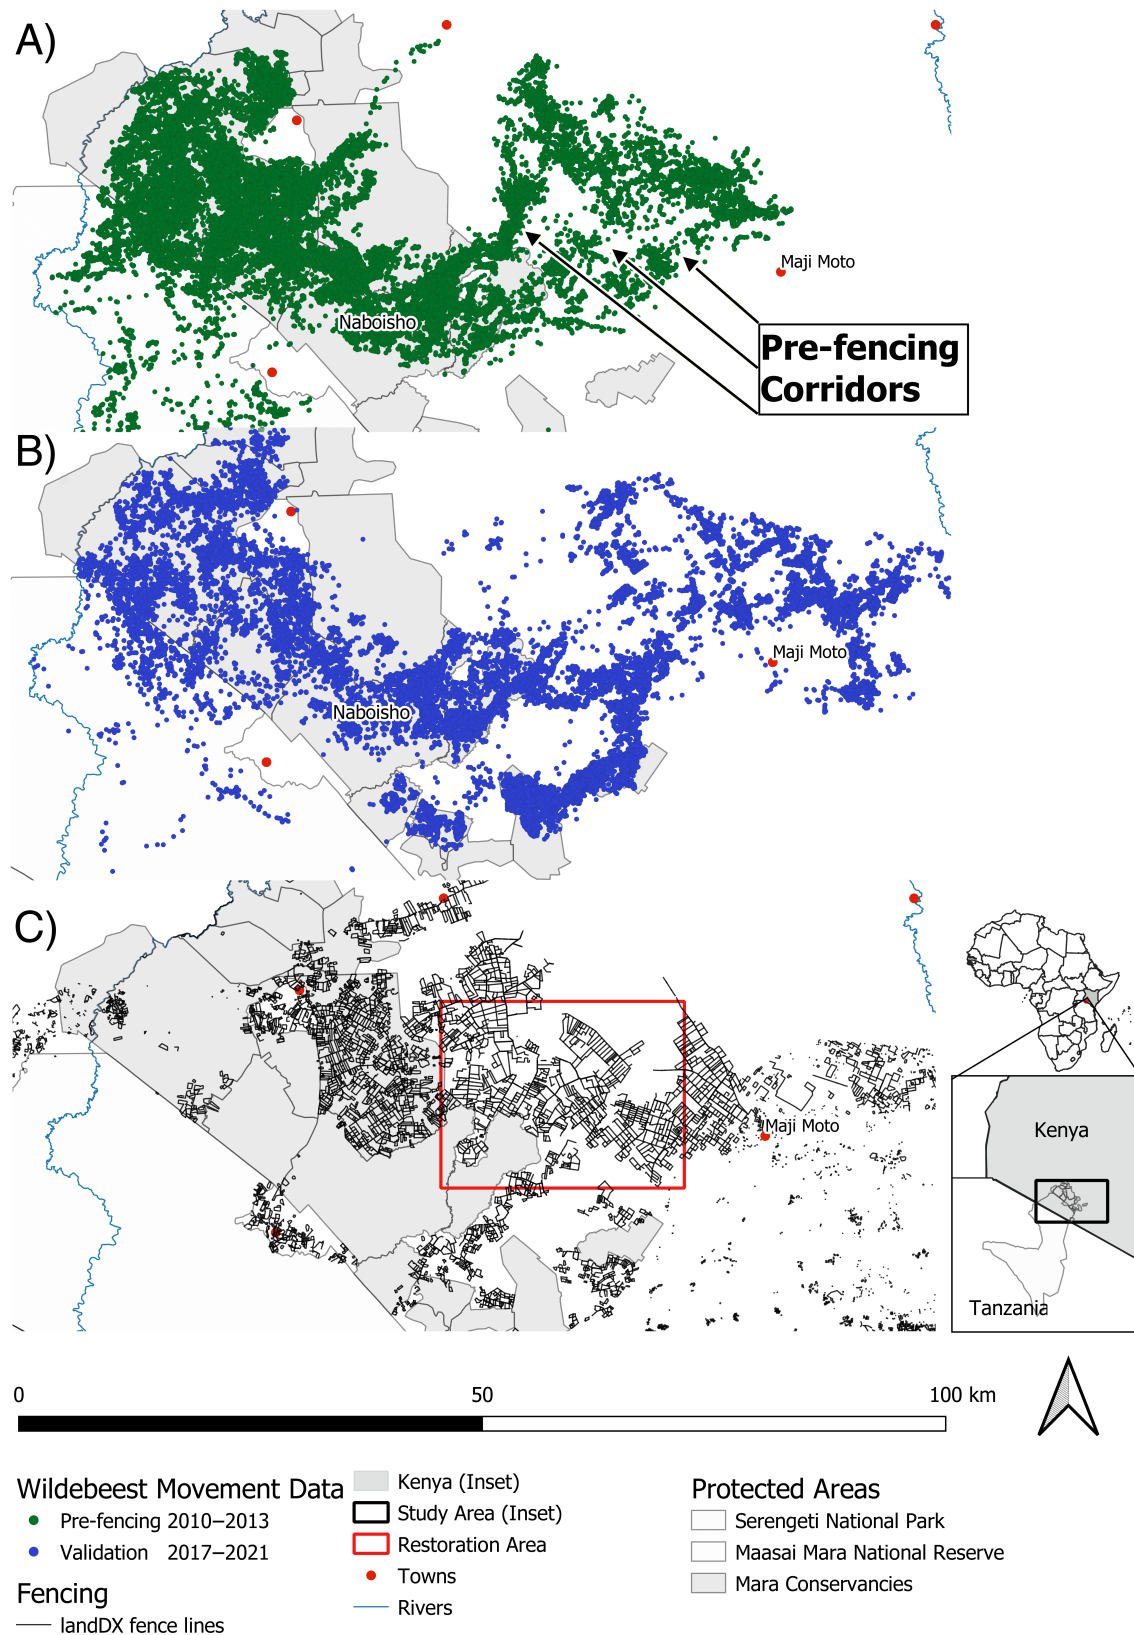 A)
Maji Moto
Naboisho
Pre-fencing
Corridors
B)
Maji Moto
Naboisho
C)
Maji Moto
Kenya
Tanzania
0 50 100 km
Wildebeest Movement Data
Pre-fencing 2010–2013
Validation 2017–2021
Fencing
landDX fence lines
Kenya (Inset)
Study Area (Inset)
Restoration Area
Towns
Rivers
Protected Areas
Serengeti National Park
Maasai Mara National Reserve
Mara Conservancies